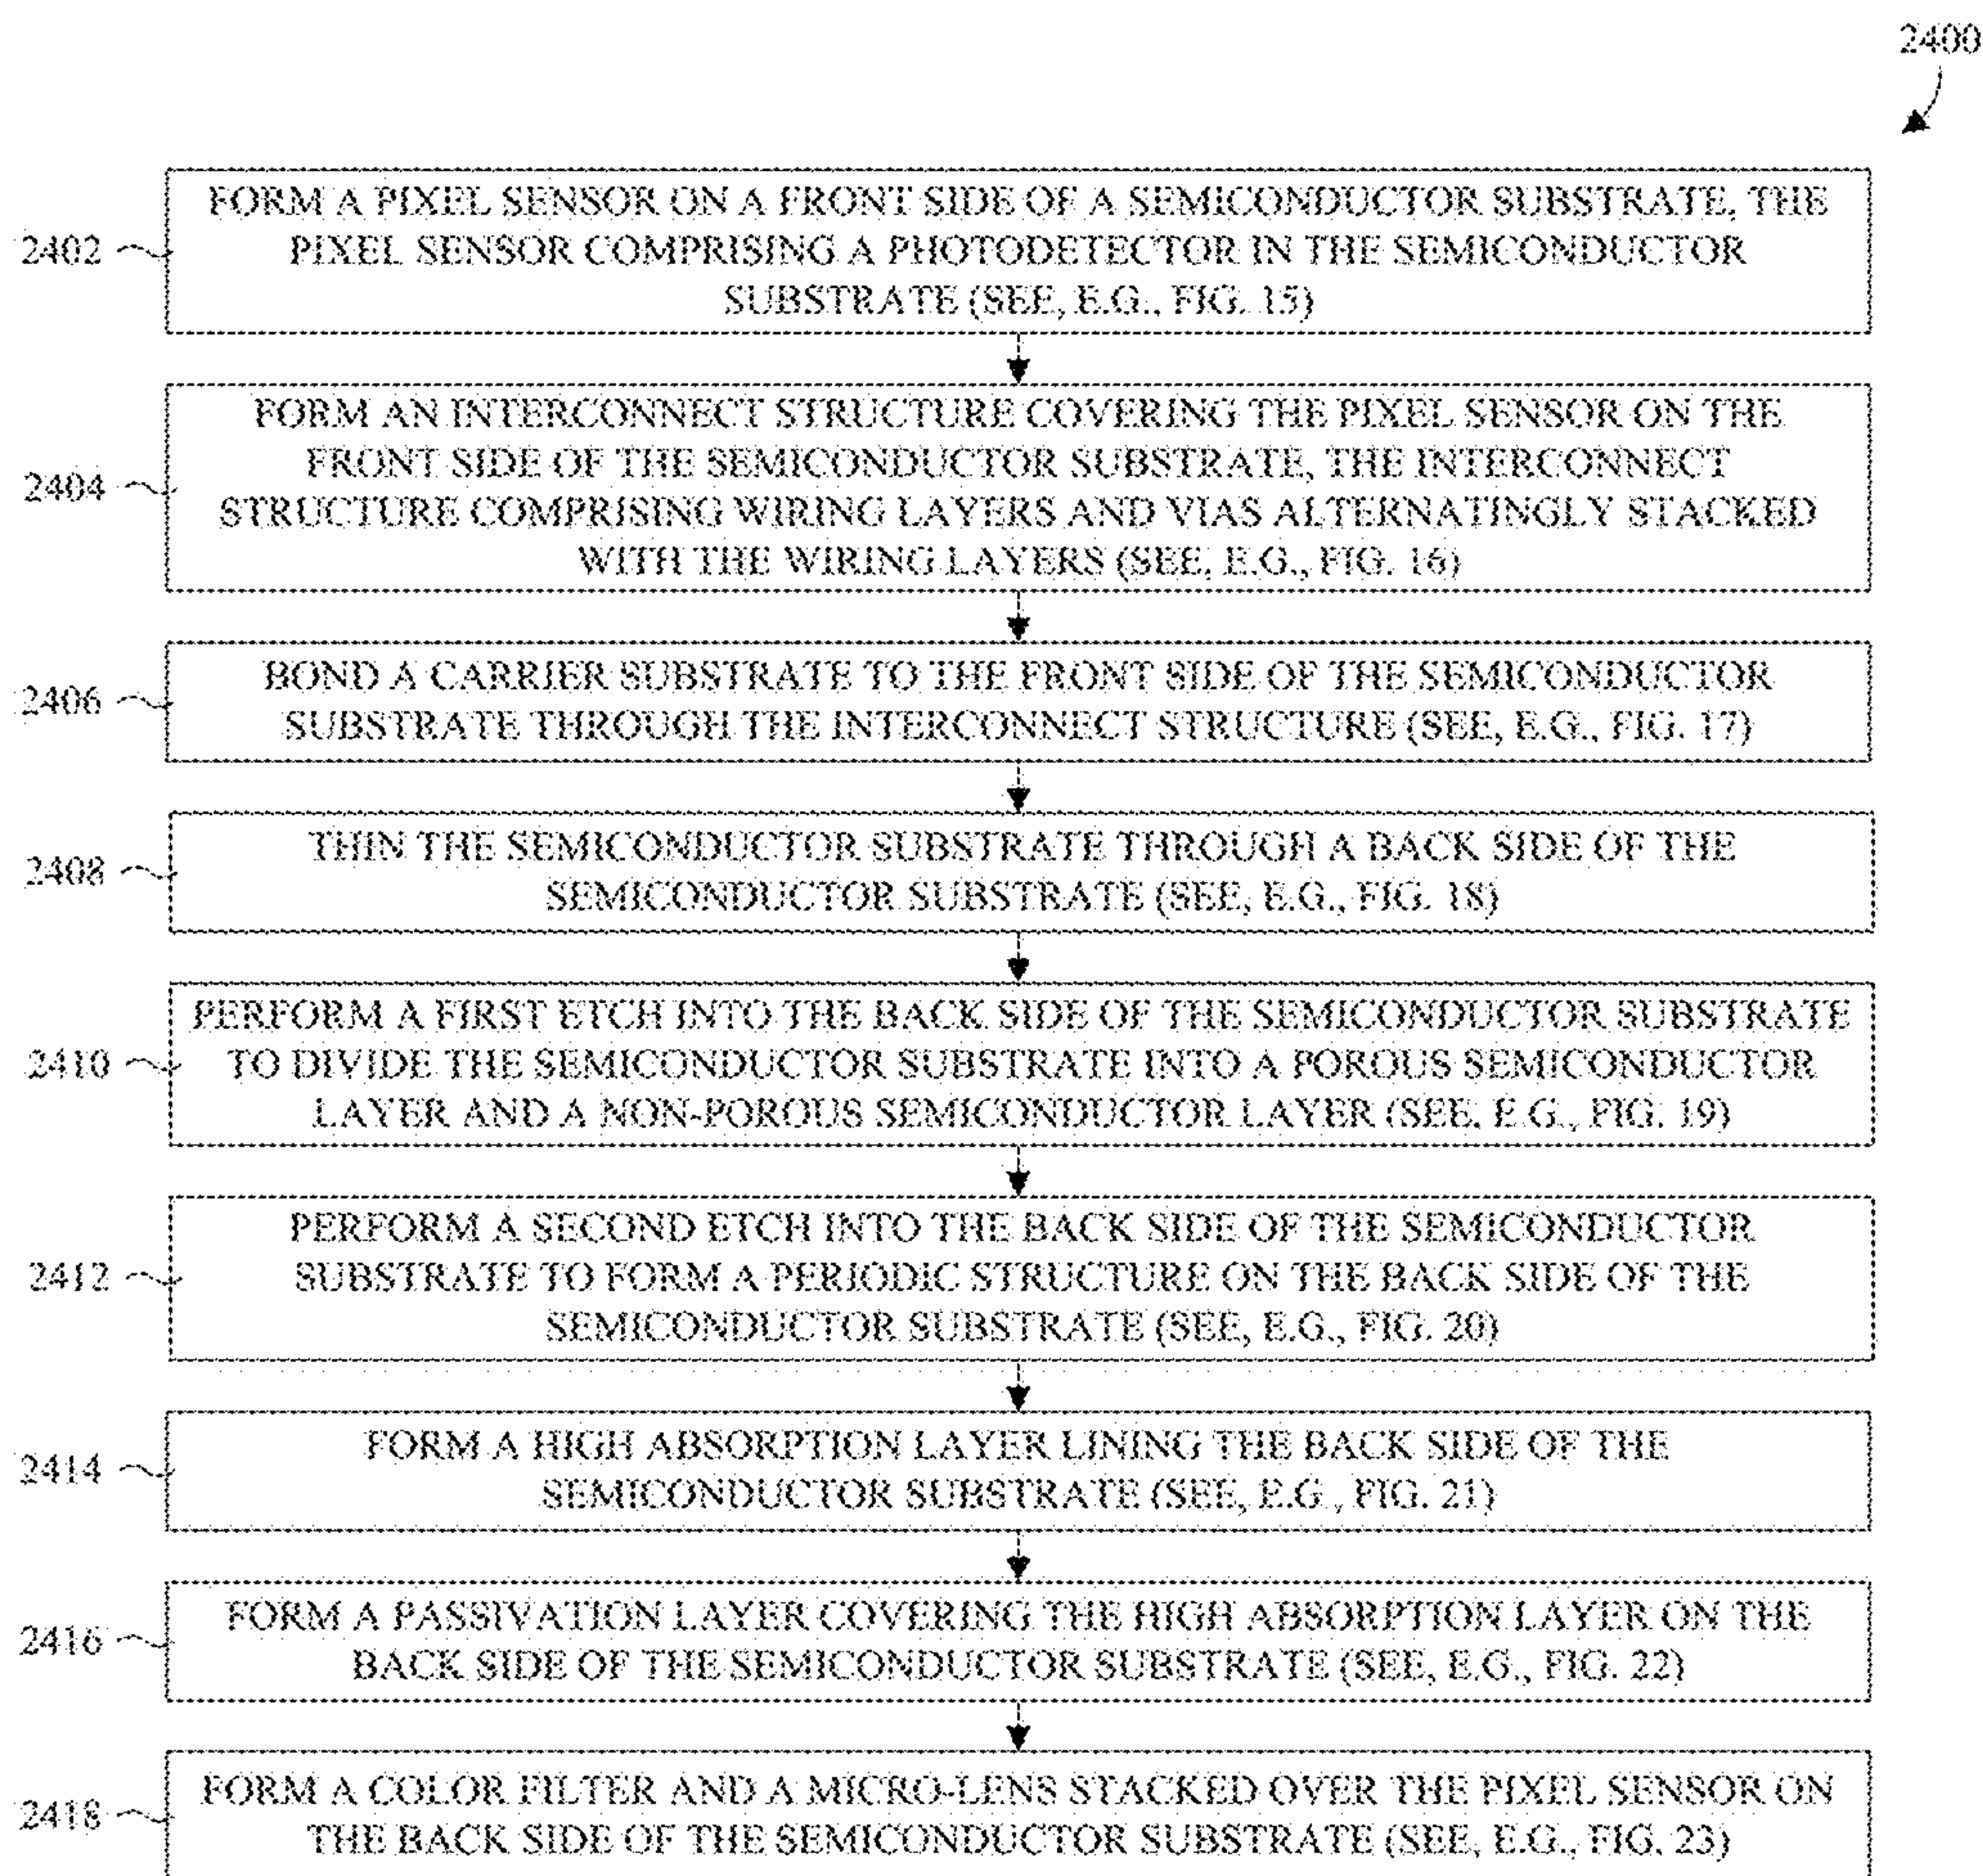 2400
FORM A PIXEL SENSOR ON A FRONT SIDE OF A SEMICONDUCTOR SUBSTRATE, THE
2402
PIXEL SENSOR COMPRISING A PHOTODETECTOR IN THE SEMICONDUCTOR
SUBSTRATE (SEE, E.G., FIG. 15)
FORM AN INTERCONNECT STRUCTURE COVERING THE PIXEL SENSOR ON THE
FRONT SIDE OF THE SEMICONDUCTOR SUBSTRATE, THE INTERCONNECT
2404
STRUCTURE COMPRISING WIRING LAYERS AND VIAS ALTERNATINGLY STACKED
WITH THE WIRING LAYERS (SEE, E.G., FIG. 16)
2406
BOND A CARRIER SUBSTRATE TO THE FRONT SIDE OF THE SEMICONDUCTOR
SUBSTRATE THROUGH THE INTERCONNECT STRUCTURE (SEE, E.G., FIG. 17)
2408
THIN THE SEMICONDUCTOR SUBSTRATE THROUGH A BACK SIDE OF THE
SEMICONDUCTOR SUBSTRATE (SEE, E.G., FIG. 18)
PERFORM A FIRST ETCH INTO THE BACK SIDE OF THE SEMICONDUCTOR SUBSTRATE
2410
TO DIVIDE THE SEMICONDUCTOR SUBSTRATE INTO A POROUS SEMICONDUCTOR
LAYER AND A NON-POROUS SEMICONDUCTOR LAYER (SEE, E.G., FIG. 19)
PERFORM A SECOND ETCH INTO THE BACK SIDE OF THE SEMICONDUCTOR
2412
SUBSTRATE TO FORM A PERIODIC STRUCTURE ON THE BACK SIDE OF THE
SEMICONDUCTOR SUBSTRATE (SEE, E.G., FIG. 20)
2414
FORM A HIGH ABSORPTION LAYER LINING THE BACK SIDE OF THE
SEMICONDUCTOR SUBSTRATE (SEE, E.G., FIG. 21)
2416
FORM A PASSIVATION LAYER COVERING THE HIGH ABSORPTION LAYER ON THE
BACK SIDE OF THE SEMICONDUCTOR SUBSTRATE (SEE, E.G., FIG. 22)
2418
FORM A COLOR FILTER AND A MICRO-LENS STACKED OVER THE PIXEL SENSOR ON
THE BACK SIDE OF THE SEMICONDUCTOR SUBSTRATE (SEE, E.G., FIG. 23)